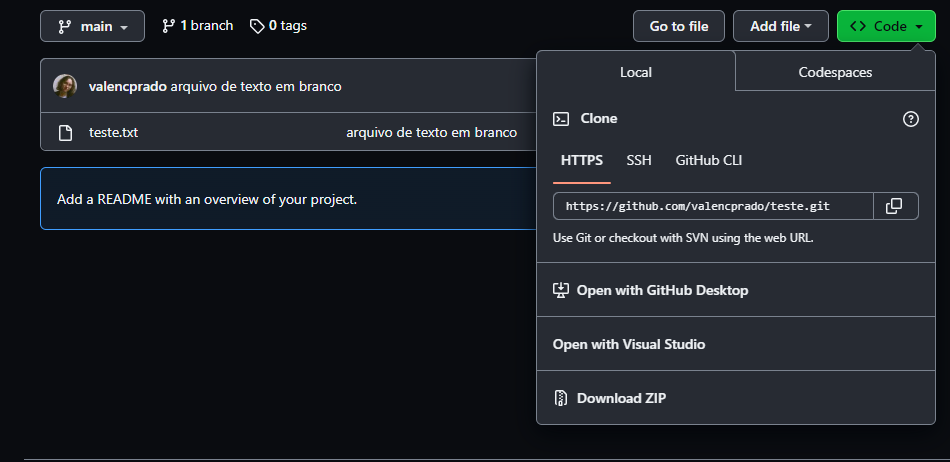 main 1 branch 0 tags Go to file Add file Code
valencprado arquivo de texto em branco
teste.txt arquivo de texto em branco
Add a README with an overview of your project.
Local Codespaces
Clone
HTTPS SSH GitHub CLI
https://github.com/valencprado/teste.git
Use Git or checkout with SVN using the web URL.
Open with GitHub Desktop
Open with Visual Studio
Download ZIP